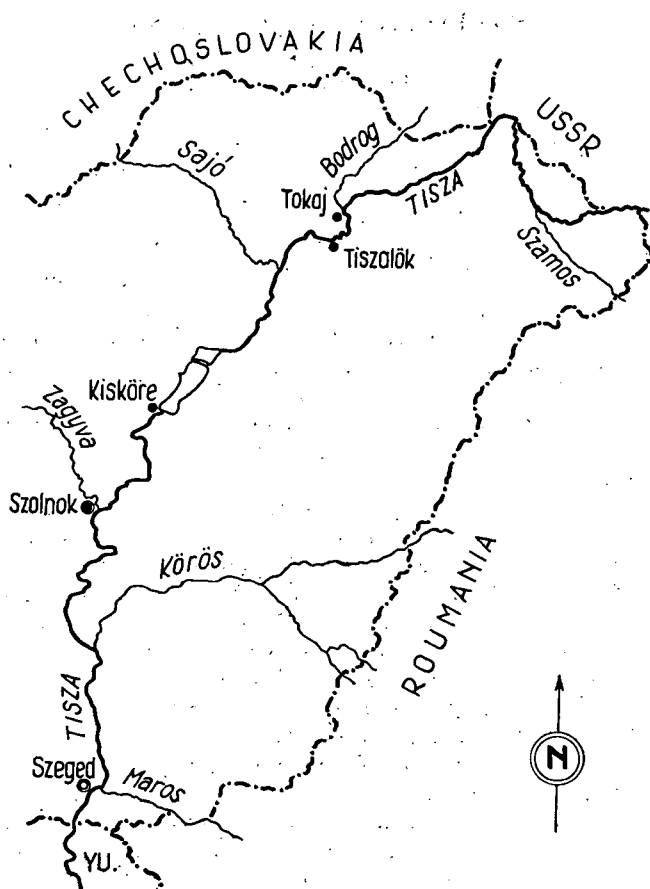 CHECHOSLOVAKIA
USSR
Sajó
Bodrog
TISZA
Tokaj
Tiszalök
Szamos
Kisköre
Zagyva
Szolnok
Körös
ROUMANIA
TISZA
Szeged
Maros
N
YU.